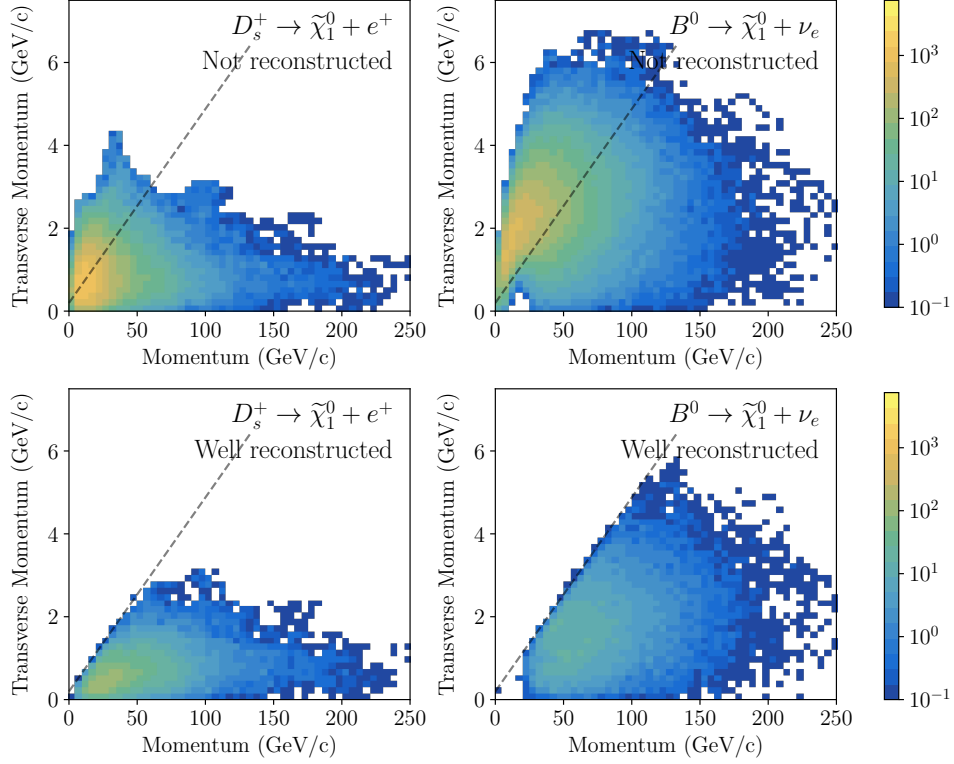 D_s^+ → χ̃_1^0 + e^+
Not reconstructed
Transverse Momentum (GeV/c)
6
4
2
0
0 50 100 150 200 250
Momentum (GeV/c)
B^0 → χ̃_1^0 + ν_e
Not reconstructed
Transverse Momentum (GeV/c)
6
4
2
0
0 50 100 150 200 250
Momentum (GeV/c)
10^3
10^2
10^1
10^0
10^−1
D_s^+ → χ̃_1^0 + e^+
Well reconstructed
Transverse Momentum (GeV/c)
6
4
2
0
0 50 100 150 200 250
Momentum (GeV/c)
B^0 → χ̃_1^0 + ν_e
Well reconstructed
Transverse Momentum (GeV/c)
6
4
2
0
0 50 100 150 200 250
Momentum (GeV/c)
10^3
10^2
10^1
10^0
10^−1